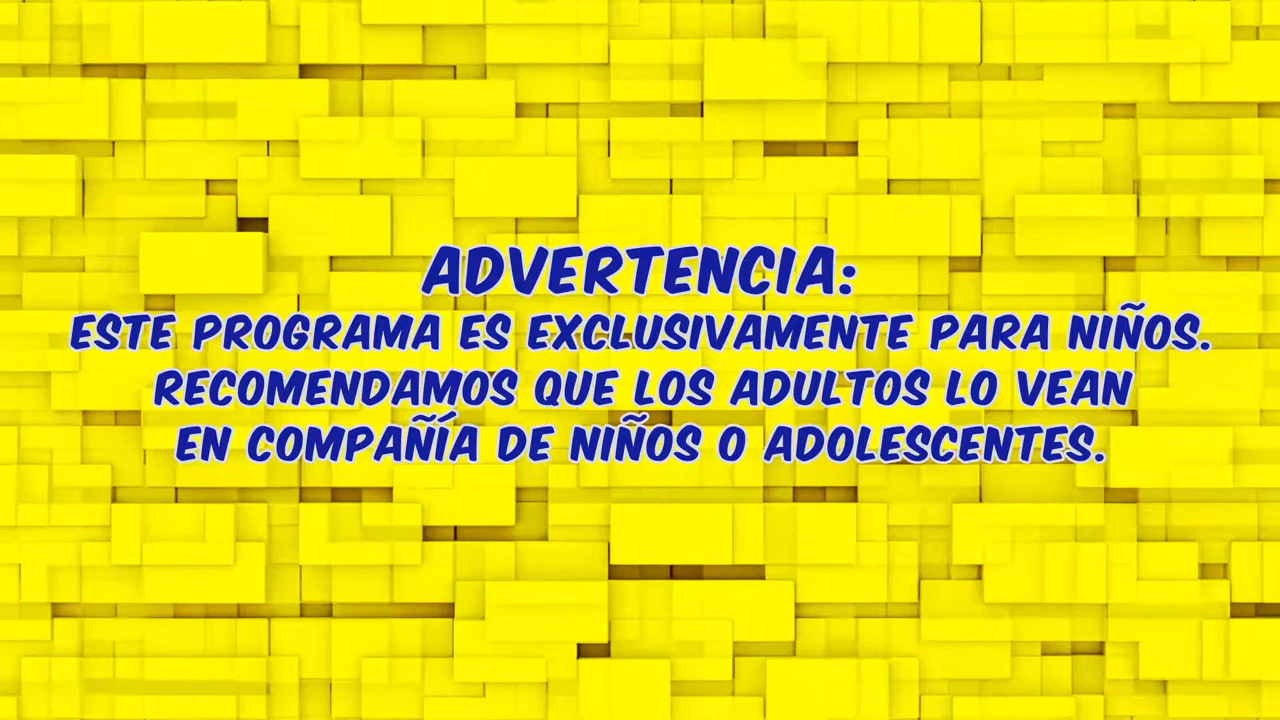 ADVERTENCIA:
ESTE PROGRAMA ES EXCLUSIVAMENTE PARA NIÑOS.
RECOMENDAMOS QUE LOS ADULTOS LO VEAN
EN COMPAÑÍA DE NIÑOS O ADOLESCENTES.